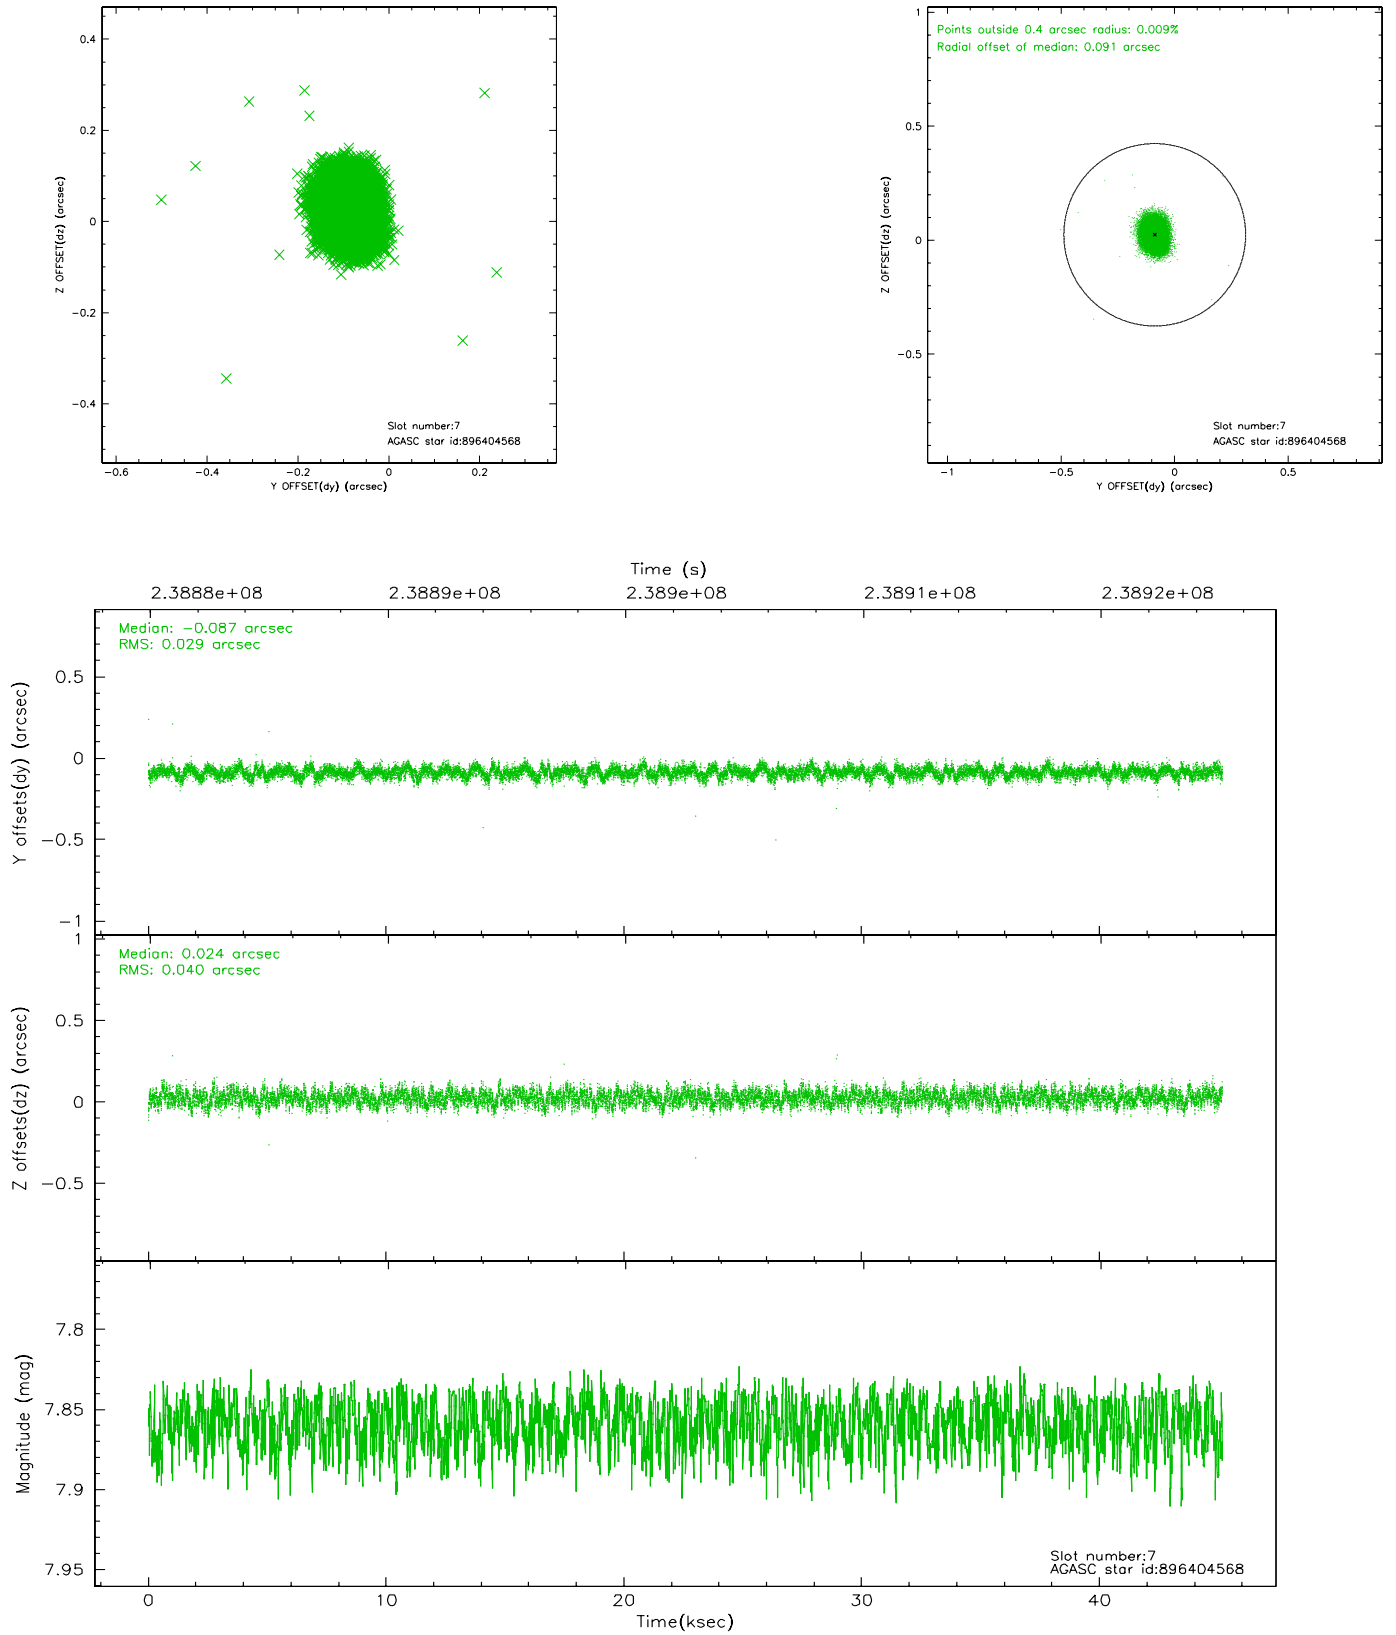 0.4
0.2
0
−0.2
−0.4
Z OFFSET(dz) (arcsec)
Slot number:7
AGASC star id:896404568
−0.6 −0.4 −0.2 0 0.2
Y OFFSET(dy) (arcsec)
Points outside 0.4 arcsec radius: 0.009%
Radial offset of median: 0.091 arcsec
1
0.5
0
−0.5
Z OFFSET(dz) (arcsec)
Slot number:7
AGASC star id:896404568
−1 −0.5 0 0.5
Y OFFSET(dy) (arcsec)
Time (s)
2.3888e+08 2.3889e+08 2.389e+08 2.3891e+08 2.3892e+08
Median: −0.087 arcsec
RMS: 0.029 arcsec
0.5
0
−0.5
−1
Y offsets(dy) (arcsec)
Median: 0.024 arcsec
RMS: 0.040 arcsec
1
0.5
0
−0.5
Z offsets(dz) (arcsec)
7.8
7.85
7.9
7.95
Magnitude (mag)
Slot number:7
AGASC star id:896404568
0 10 20 30 40
Time(ksec)